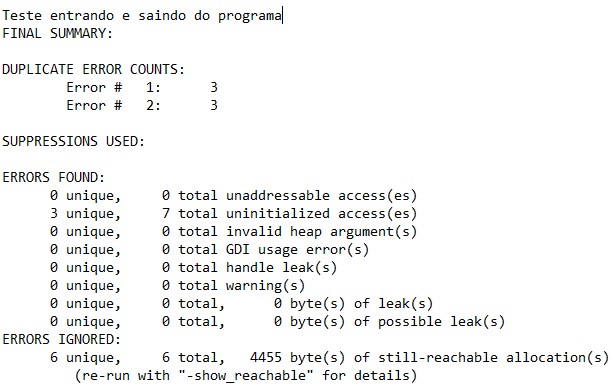 Teste entrando e saindo do programa
FINAL SUMMARY:
DUPLICATE ERROR COUNTS:
Error # 1: 3
Error # 2: 3
SUPPRESSIONS USED:
ERRORS FOUND:
0 unique, 0 total unaddressable access(es)
3 unique, 7 total uninitialized access(es)
0 unique, 0 total invalid heap argument(s)
0 unique, 0 total GDI usage error(s)
0 unique, 0 total handle leak(s)
0 unique, 0 total warning(s)
0 unique, 0 total, 0 byte(s) of leak(s)
0 unique, 0 total, 0 byte(s) of possible leak(s)
ERRORS IGNORED:
6 unique, 6 total, 4455 byte(s) of still-reachable allocation(s)
(re-run with "-show_reachable" for details)